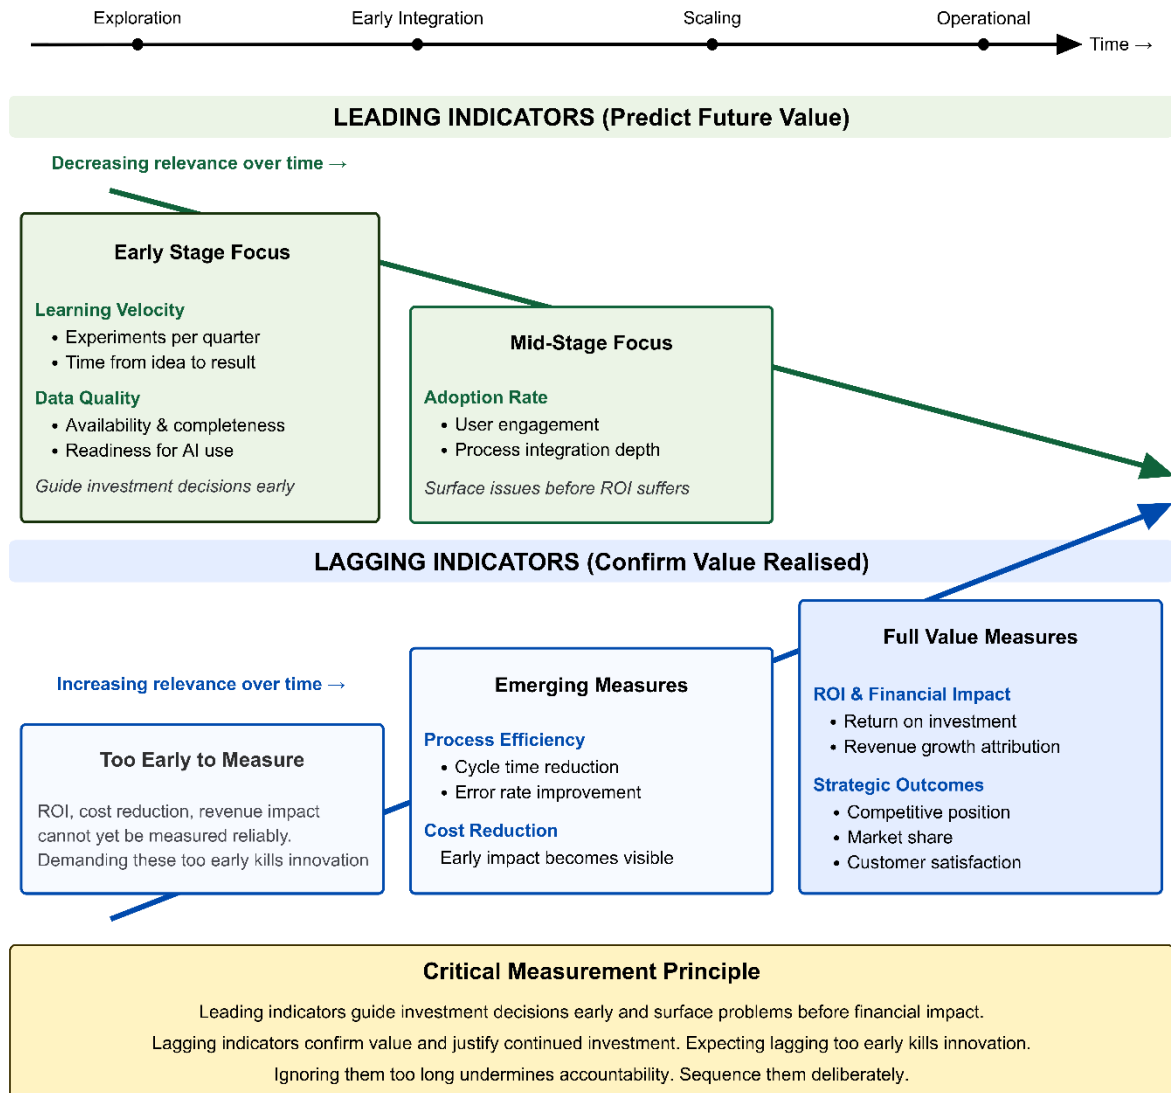 Exploration
Early Integration
Scaling
Operational
Time →
LEADING INDICATORS (Predict Future Value)
Decreasing relevance over time →
Early Stage Focus
Learning Velocity
• Experiments per quarter
• Time from idea to result
Data Quality
• Availability & completeness
• Readiness for AI use
Guide investment decisions early
Mid-Stage Focus
Adoption Rate
• User engagement
• Process integration depth
Surface issues before ROI suffers
LAGGING INDICATORS (Confirm Value Realised)
Increasing relevance over time →
Too Early to Measure
ROI, cost reduction, revenue impact
cannot yet be measured reliably.
Demanding these too early kills innovation
Emerging Measures
Process Efficiency
• Cycle time reduction
• Error rate improvement
Cost Reduction
Early impact becomes visible
Full Value Measures
ROI & Financial Impact
• Return on investment
• Revenue growth attribution
Strategic Outcomes
• Competitive position
• Market share
• Customer satisfaction
Critical Measurement Principle
Leading indicators guide investment decisions early and surface problems before financial impact.
Lagging indicators confirm value and justify continued investment. Expecting lagging too early kills innovation.
Ignoring them too long undermines accountability. Sequence them deliberately.